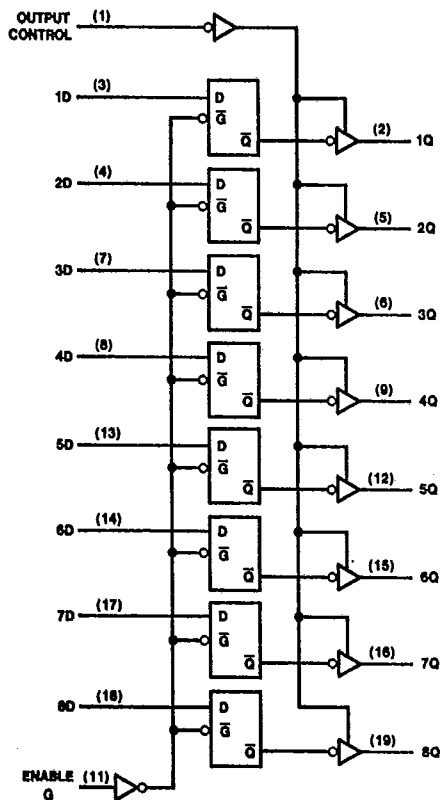 OUTPUT CONTROL (1)
1D (3) D
G̅
Q̅ (2) 1Q
2D (4) D
G̅
Q̅ (5) 2Q
3D (7) D
G̅
Q̅ (6) 3Q
4D (8) D
G̅
Q̅ (9) 4Q
5D (13) D
G̅
Q̅ (12) 5Q
6D (14) D
G̅
Q̅ (15) 6Q
7D (17) D
G̅
Q̅ (16) 7Q
8D (18) D
G̅
Q̅ (19) 8Q
ENABLE G (11)